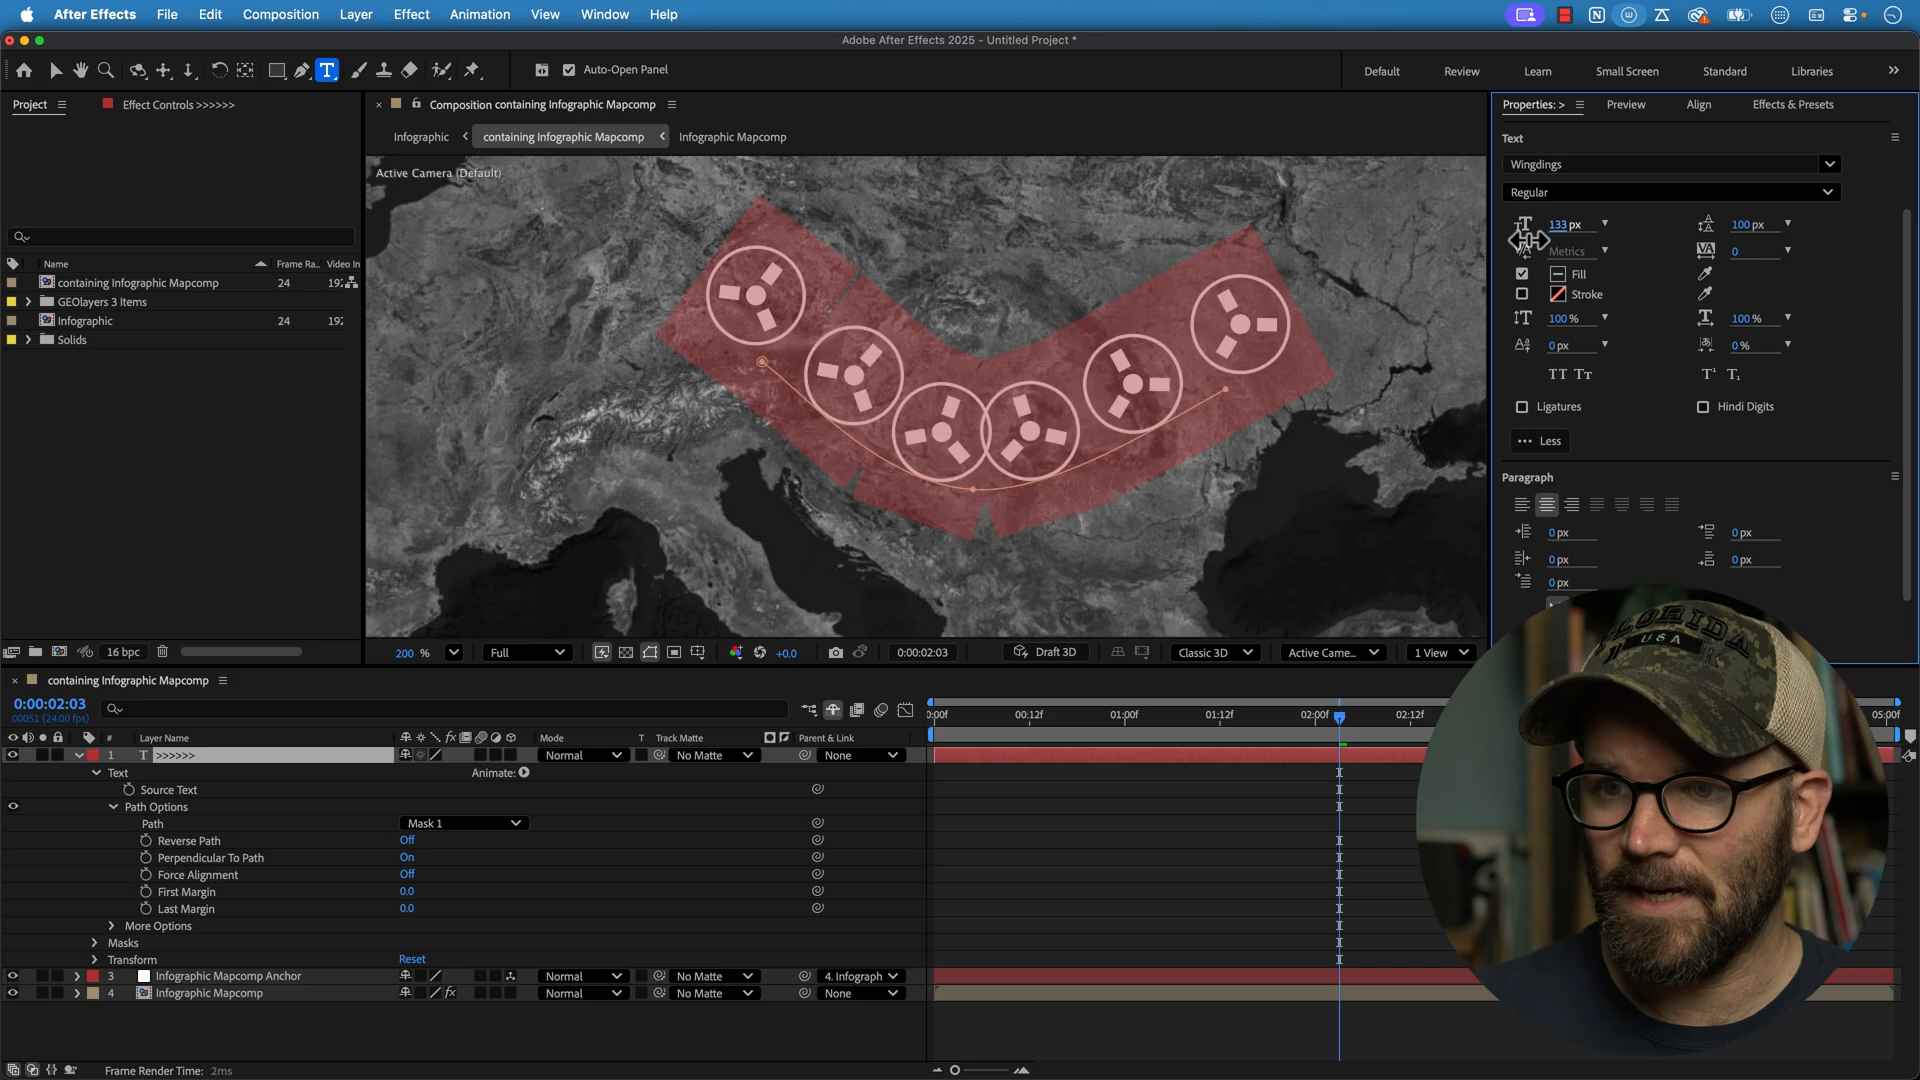 After Effects File Edit Composition Layer Effect Animation View Window Help
Adobe After Effects 2025 - Untitled Project *
Auto-Open Panel
Default Review Learn Small Screen Standard Libraries
Project Effect Controls >>>>>>
Composition containing Infographic Mapcomp
Properties: > Preview Align Effects & Presets
Infographic containing Infographic Mapcomp Infographic Mapcomp
Active Camera (Default)
Text
Wingdings
Regular
133 px 100 px
Metrics 0
Fill
Stroke
100 % 100 %
0 px 0 %
Ligatures Hindi Digits
Less
Paragraph
0 px 0 px
0 px 0 px
0 px
Name Frame Ra.. Video In
containing Infographic Mapcomp 24 19:
GEOlayers 3 Items
Infographic 24 192
Solids
16 bpc
200 % Full +0.0 0:00:02:03 Draft 3D Classic 3D Active Came... 1 View
containing Infographic Mapcomp
0:00:02:03
00051 (24.00 fps)
0:00f 00:12f 01:00f 01:12f 02:00f 02:12f 05:00f
# Layer Name Mode T Track Matte Parent & Link
1 T >>>>>> Normal No Matte None
Text Animate:
Source Text
Path Options
Path Mask 1
Reverse Path Off
Perpendicular To Path On
Force Alignment Off
First Margin 0.0
Last Margin 0.0
More Options
Masks
Transform Reset
3 Infographic Mapcomp Anchor Normal No Matte 4. Infograph
4 Infographic Mapcomp Normal No Matte None
Frame Render Time: 2ms
FLORIDA
USA